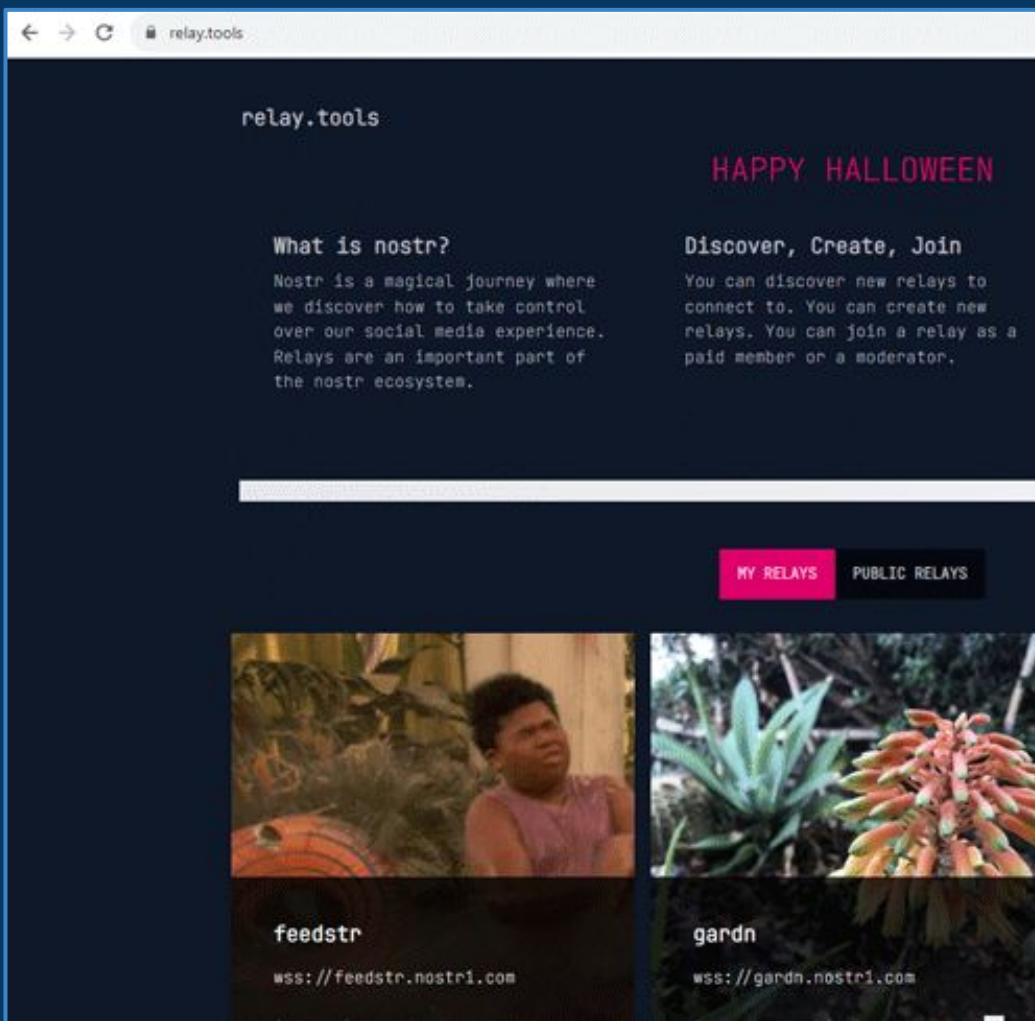 relay.tools
relay.tools
HAPPY HALLOWEEN
What is nostr?
Nostr is a magical journey where
we discover how to take control
over our social media experience.
Relays are an important part of
the nostr ecosystem.
Discover, Create, Join
You can discover new relays to
connect to. You can create new
relays. You can join a relay as a
paid member or a moderator.
MY RELAYS
PUBLIC RELAYS
feedstr
wss://feedstr.nostr1.com
gardn
wss://gardn.nostr1.com